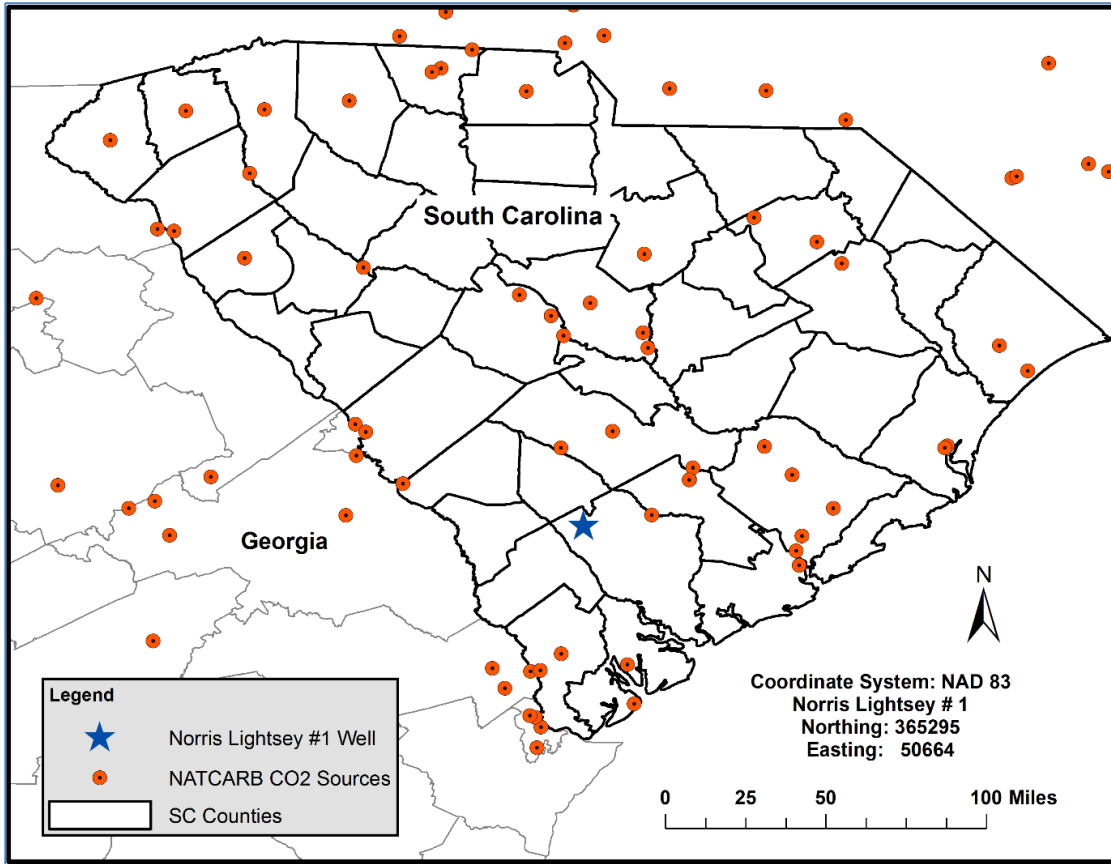 South Carolina
Georgia
N
Coordinate System: NAD 83
Norris Lightsey # 1
Northing: 365295
Easting: 50664
Legend
Norris Lightsey #1 Well
NATCARB CO2 Sources
SC Counties
0 25 50 100 Miles